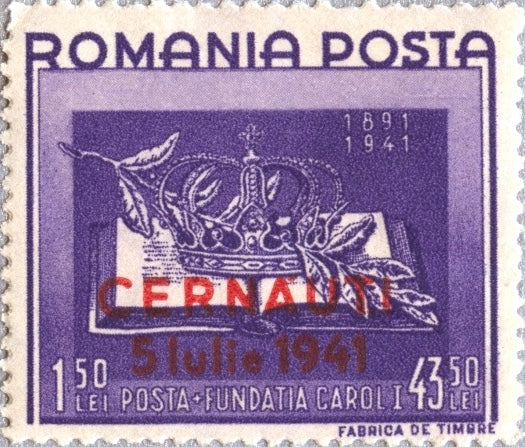 ROMANIA POSTA
1891
1941
CERNAUTI
5 Iulie 1941
1 50 LEI POSTA + FUNDATIA CAROL I 43 50 LEI
FABRICA DE TIMBRE